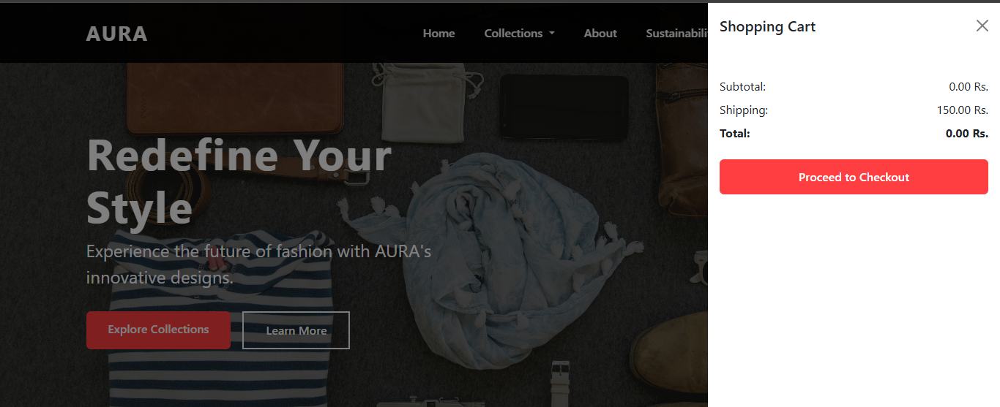 AURA
Home Collections About Sustainabili
Redefine Your
Style
Experience the future of fashion with AURA's
innovative designs.
Explore Collections Learn More
Shopping Cart
Subtotal: 0.00 Rs.
Shipping: 150.00 Rs.
Total: 0.00 Rs.
Proceed to Checkout